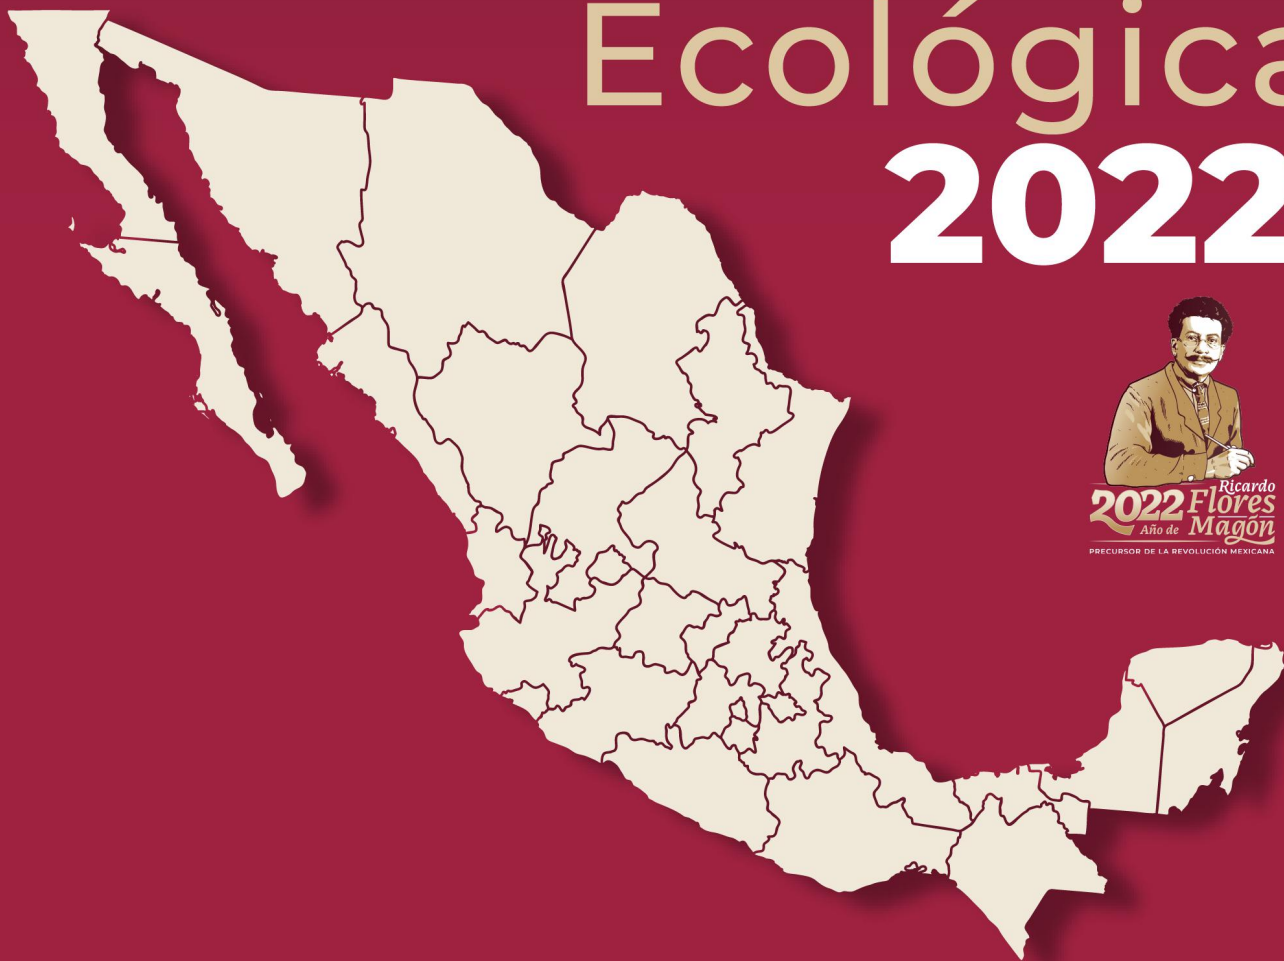 Ecológica
2022
Ricardo
2022 Flores
Año de Magón
PRECURSOR DE LA REVOLUCIÓN MEXICANA